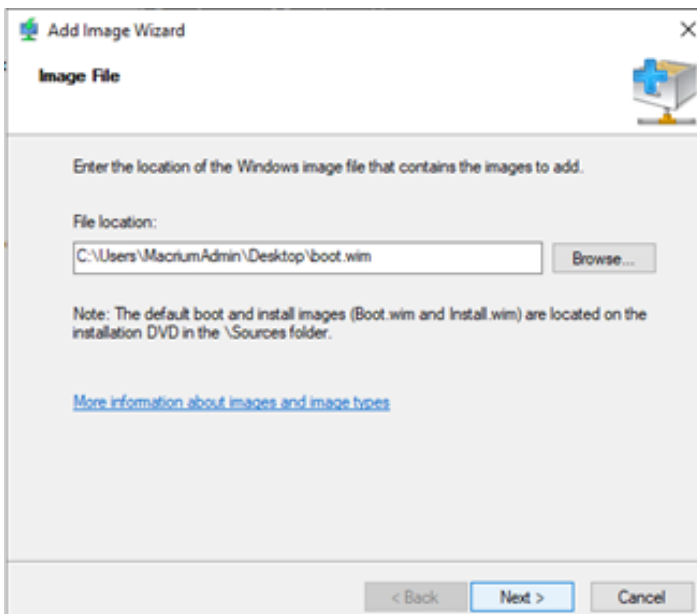 Add Image Wizard
Image File
Enter the location of the Windows image file that contains the images to add.
File location:
C:\Users\MacriumAdmin\Desktop\boot.wim
Browse...
Note: The default boot and install images (Boot.wim and Install.wim) are located on the
installation DVD in the \Sources folder.
More information about images and image types
< Back
Next >
Cancel